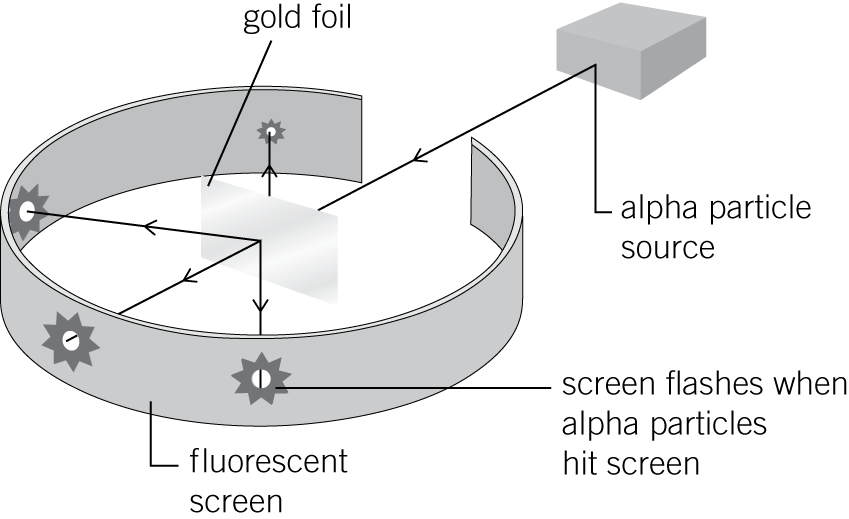 gold foil
alpha particle
source
screen flashes when
alpha particles
hit screen
fluorescent
screen